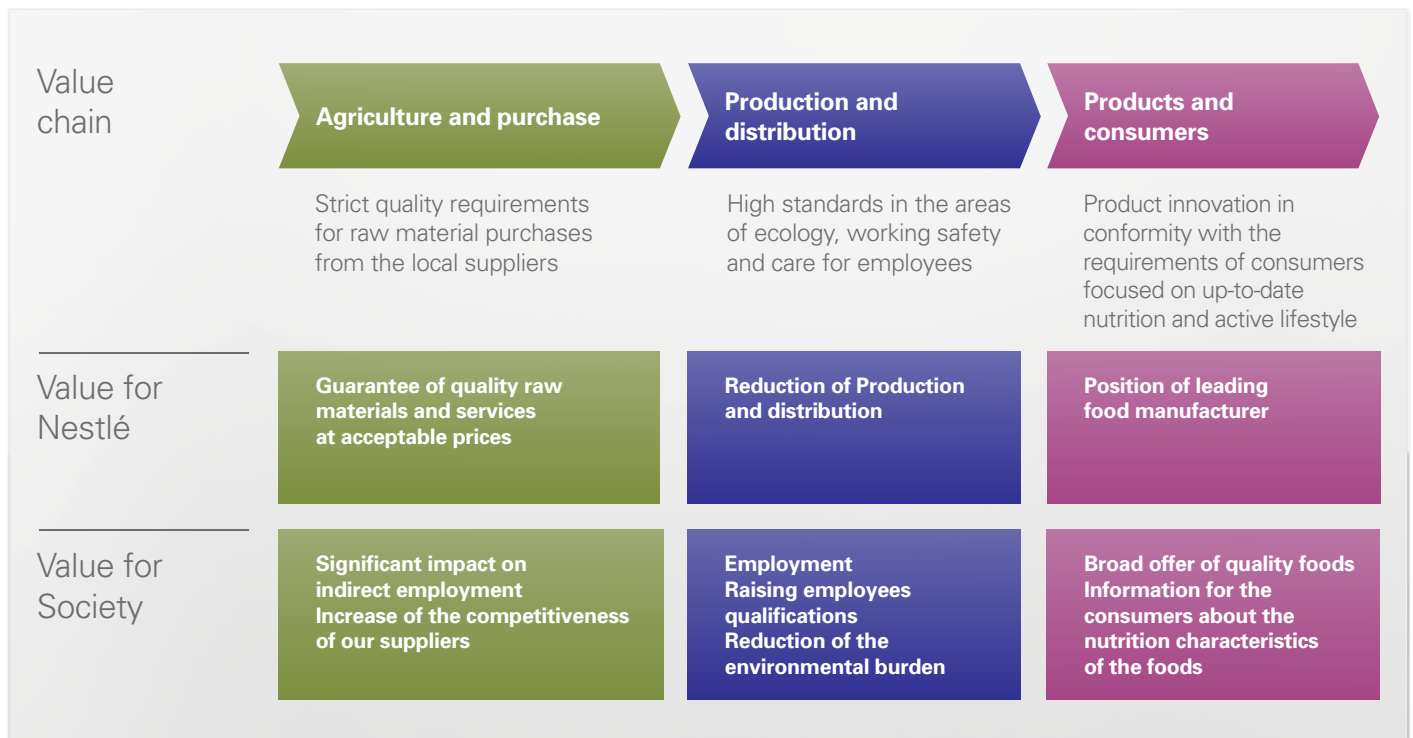 Value
chain
Agriculture and purchase
Production and
distribution
Products and
consumers
Strict quality requirements
for raw material purchases
from the local suppliers
High standards in the areas
of ecology, working safety
and care for employees
Product innovation in
conformity with the
requirements of consumers
focused on up-to-date
nutrition and active lifestyle
Value for
Nestlé
Guarantee of quality raw
materials and services
at acceptable prices
Reduction of Production
and distribution
Position of leading
food manufacturer
Value for
Society
Significant impact on
indirect employment
Increase of the competitiveness
of our suppliers
Employment
Raising employees
qualifications
Reduction of the
environmental burden
Broad offer of quality foods
Information for the
consumers about the
nutrition characteristics
of the foods